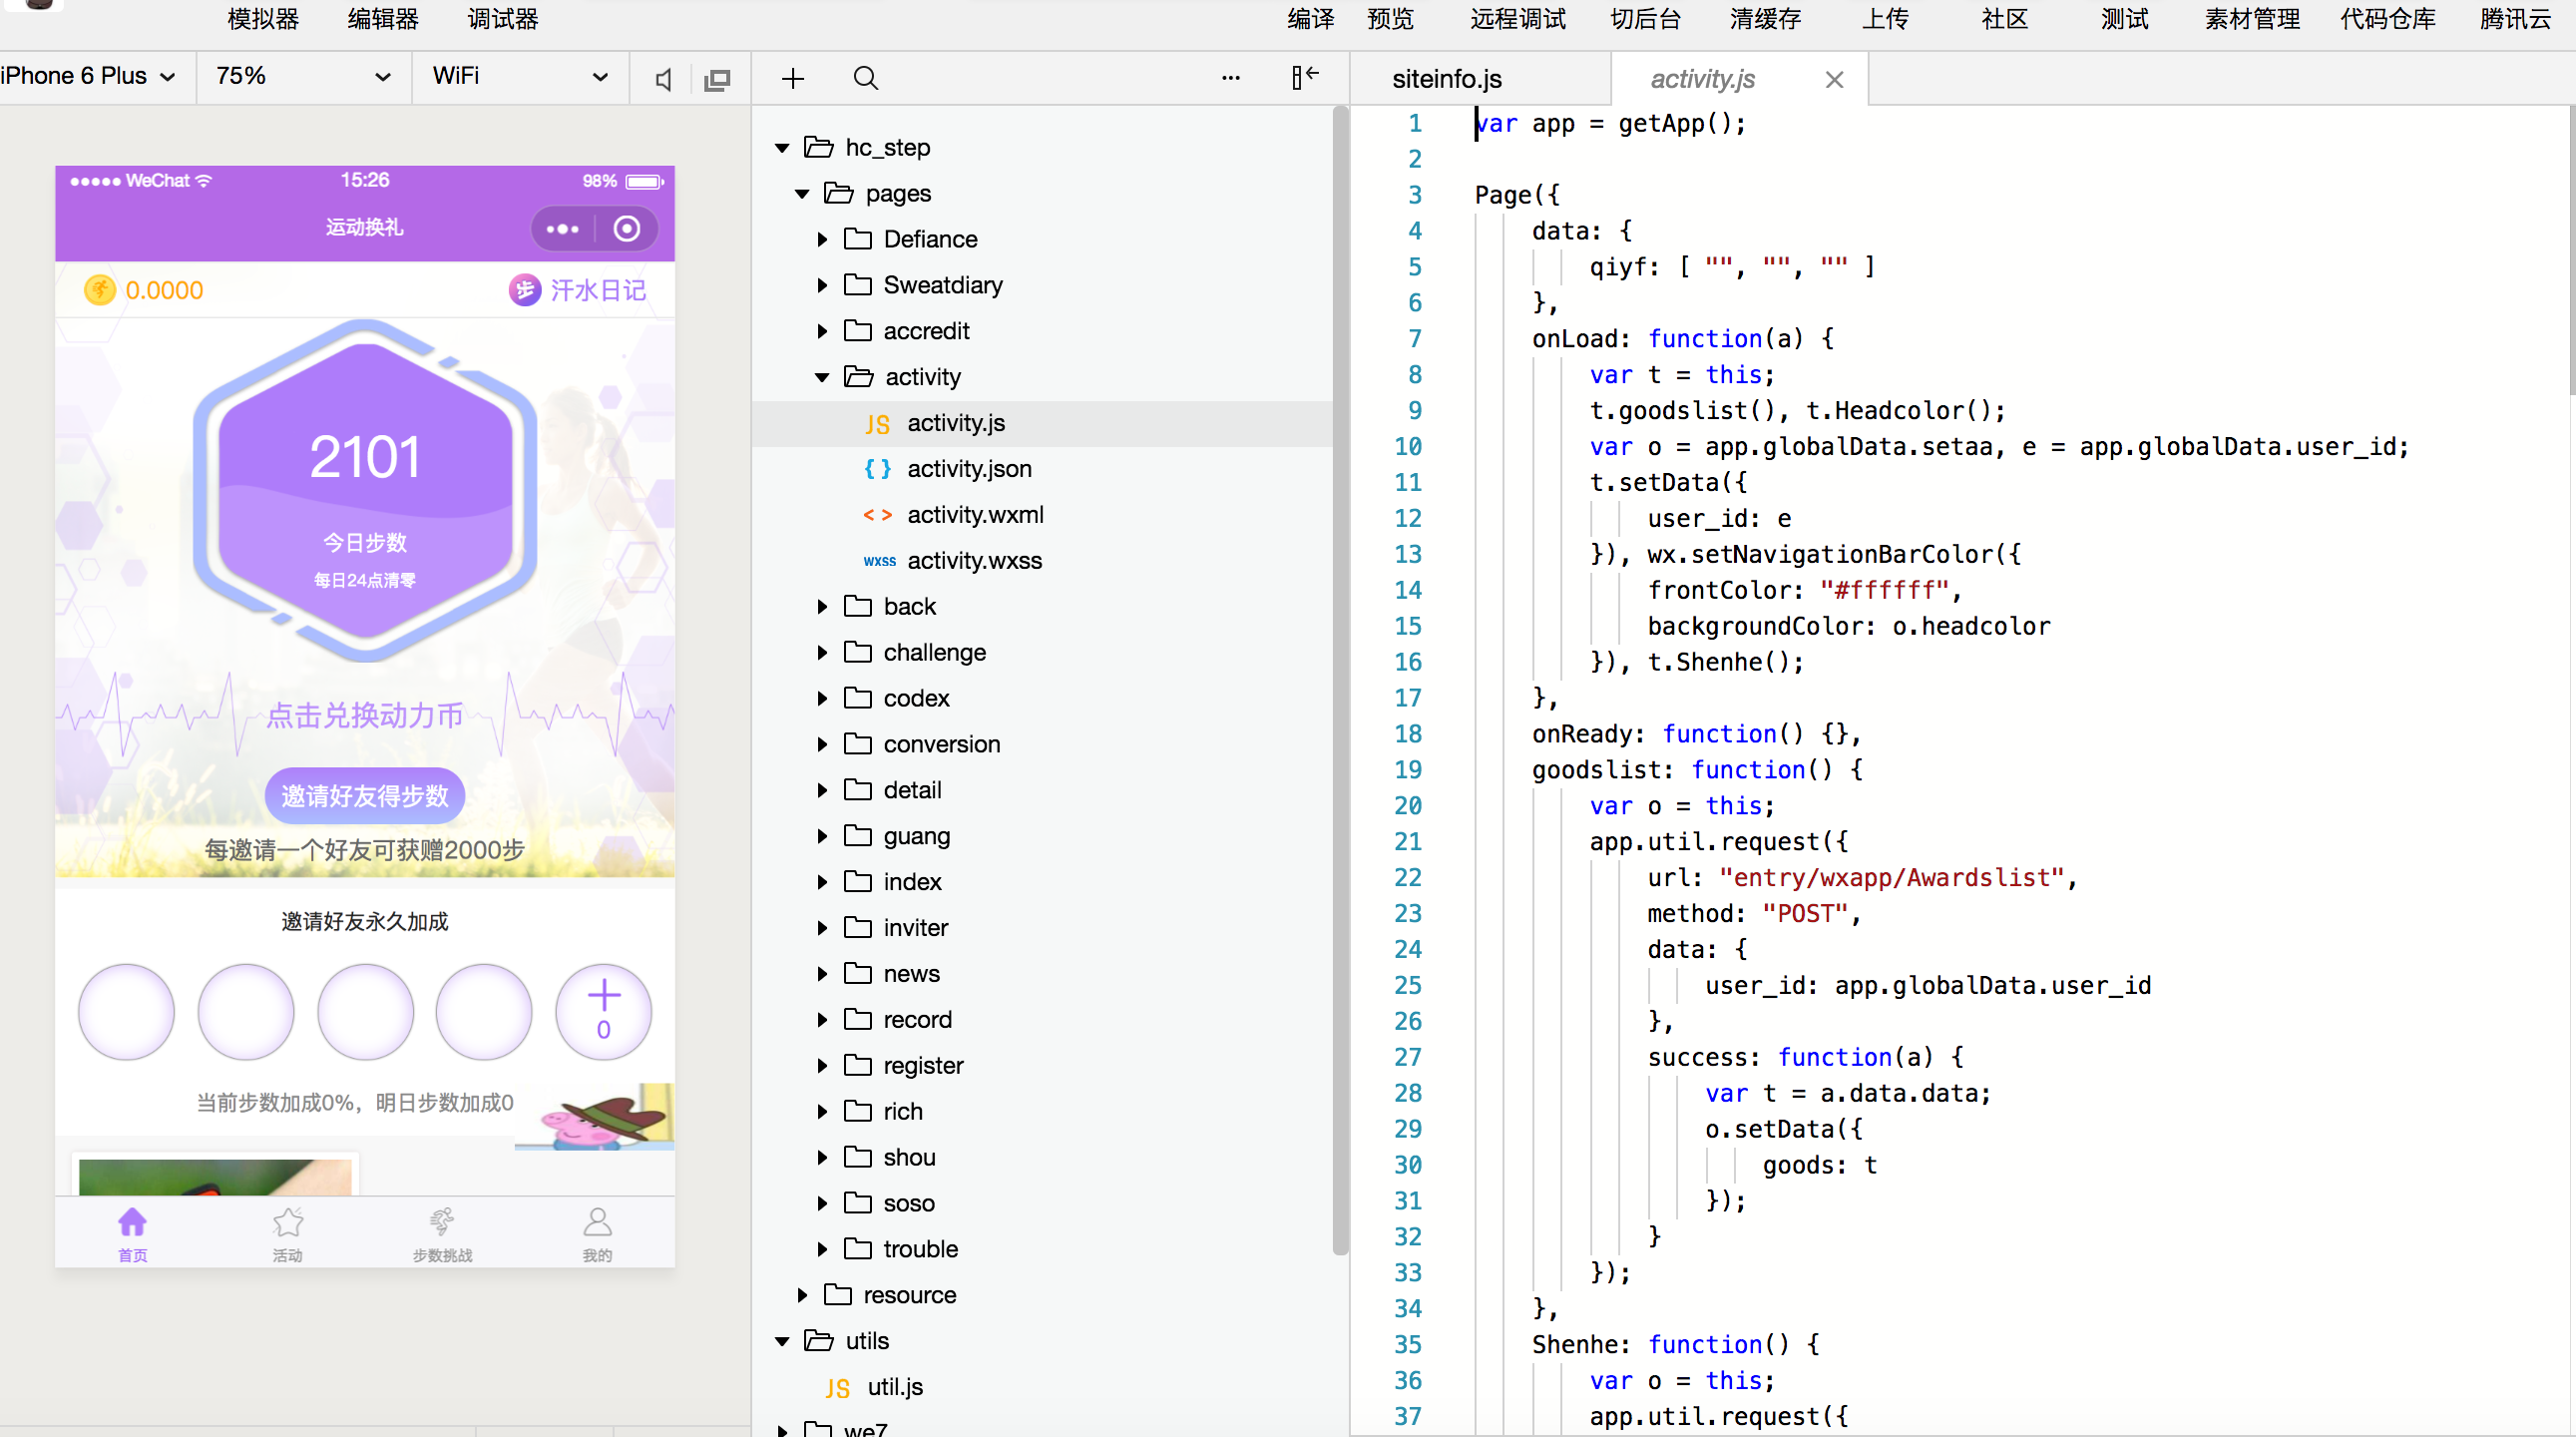 模拟器 编辑器 调试器 编译 预览 远程调试 切后台 清缓存 上传 社区 测试 素材管理 代码仓库 腾讯云
iPhone 6 Plus 75% WiFi
siteinfo.js activity.js
WeChat 15:26 98%
运动换礼
0.0000 汗水日记
2101
今日步数
每日24点清零
点击兑换动力币
邀请好友得步数
每邀请一个好友可获赠2000步
邀请好友永久加成
0
当前步数加成0%，明日步数加成0
首页 活动 步数挑战 我的
hc_step
pages
Defiance
Sweatdiary
accredit
activity
JS activity.js
{ } activity.json
< > activity.wxml
wxss activity.wxss
back
challenge
codex
conversion
detail
guang
index
inviter
news
record
register
rich
shou
soso
trouble
resource
utils
JS util.js
we7
1 var app = getApp();
2
3 Page({
4 data: {
5 qiyf: [ "", "", "" ]
6 },
7 onLoad: function(a) {
8 var t = this;
9 t.goodslist(), t.Headcolor();
10 var o = app.globalData.setaa, e = app.globalData.user_id;
11 t.setData({
12 user_id: e
13 }), wx.setNavigationBarColor({
14 frontColor: "#ffffff",
15 backgroundColor: o.headcolor
16 }), t.Shenhe();
17 },
18 onReady: function() {},
19 goodslist: function() {
20 var o = this;
21 app.util.request({
22 url: "entry/wxapp/Awardslist",
23 method: "POST",
24 data: {
25 user_id: app.globalData.user_id
26 },
27 success: function(a) {
28 var t = a.data.data;
29 o.setData({
30 goods: t
31 });
32 }
33 });
34 },
35 Shenhe: function() {
36 var o = this;
37 app.util.request({